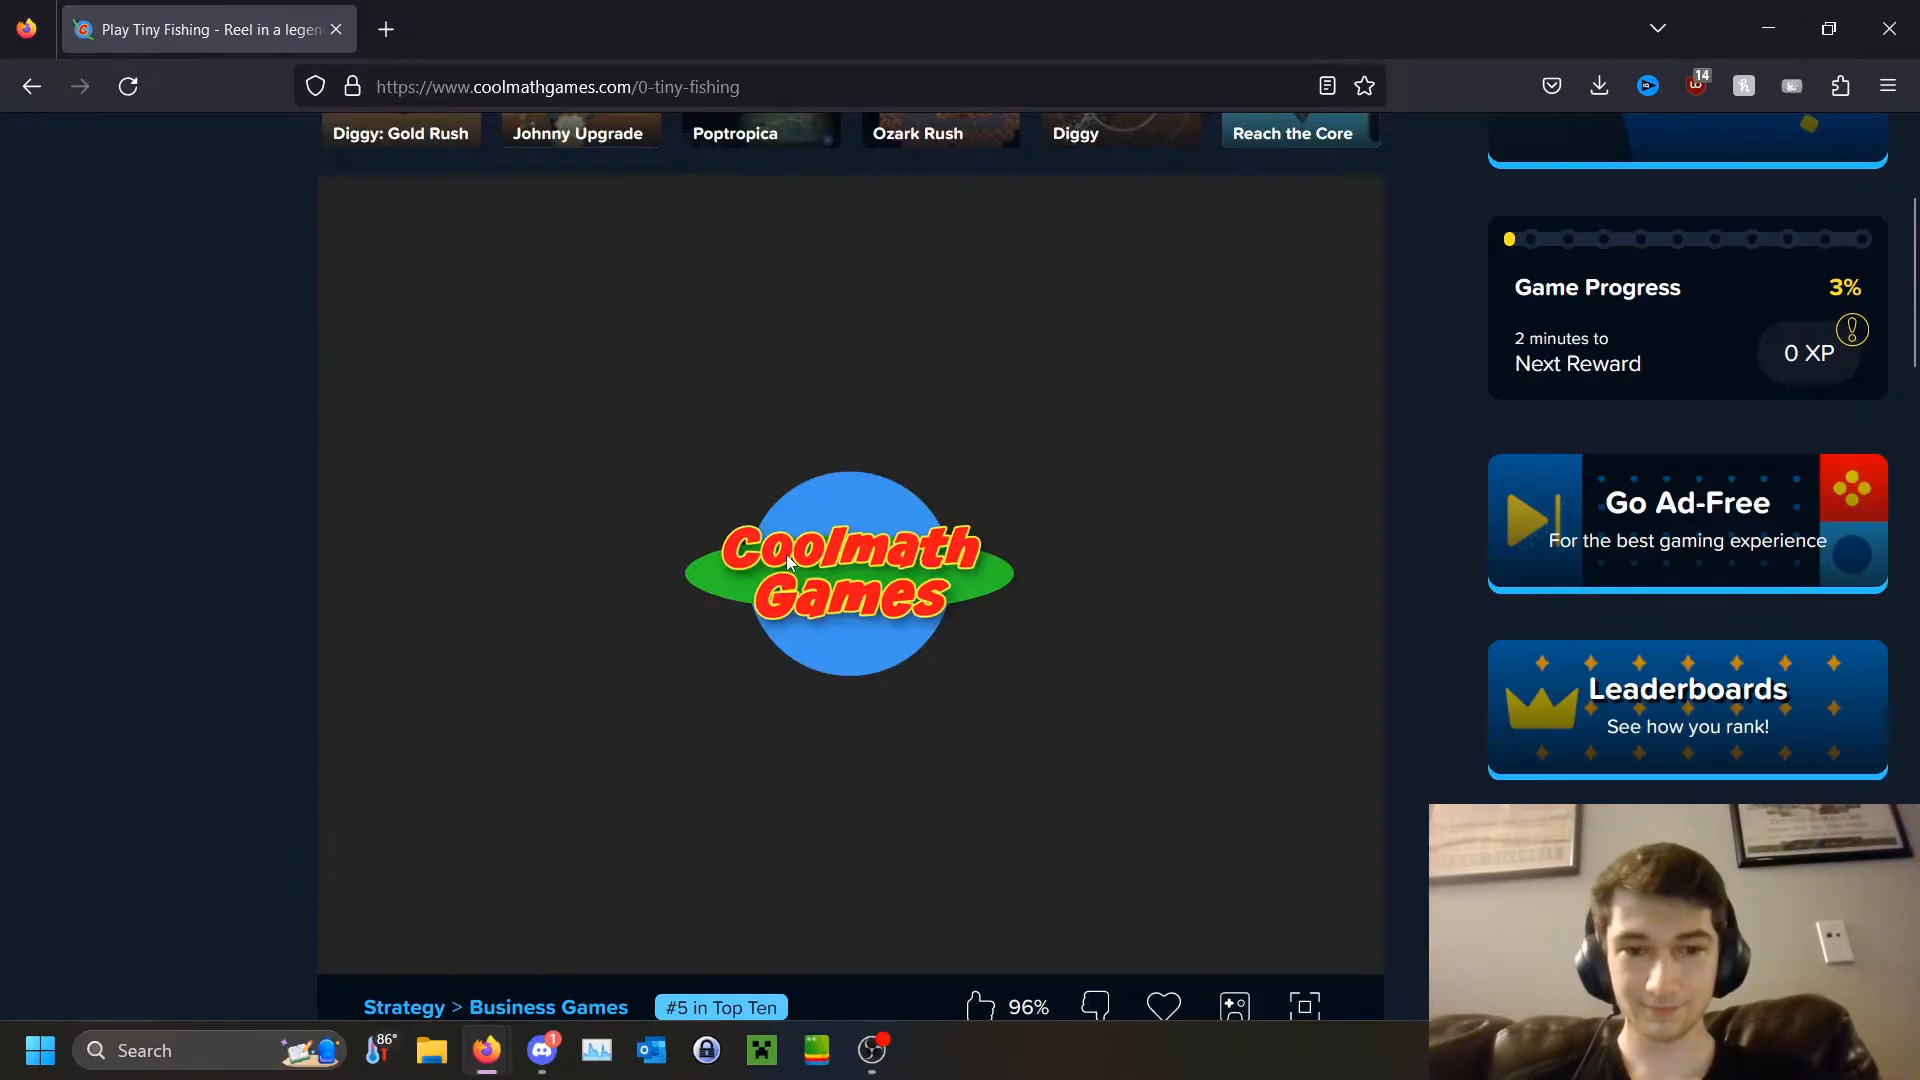 Play Tiny Fishing - Reel in a legen
https://www.coolmathgames.com/0-tiny-fishing
14
Diggy: Gold Rush
Johnny Upgrade
Poptropica
Ozark Rush
Diggy
Reach the Core
Game Progress
3%
2 minutes to
Next Reward
0 XP
Coolmath
Games
Go Ad-Free
For the best gaming experience
Leaderboards
See how you rank!
Strategy > Business Games
#5 in Top Ten
96%
Search
86°
1